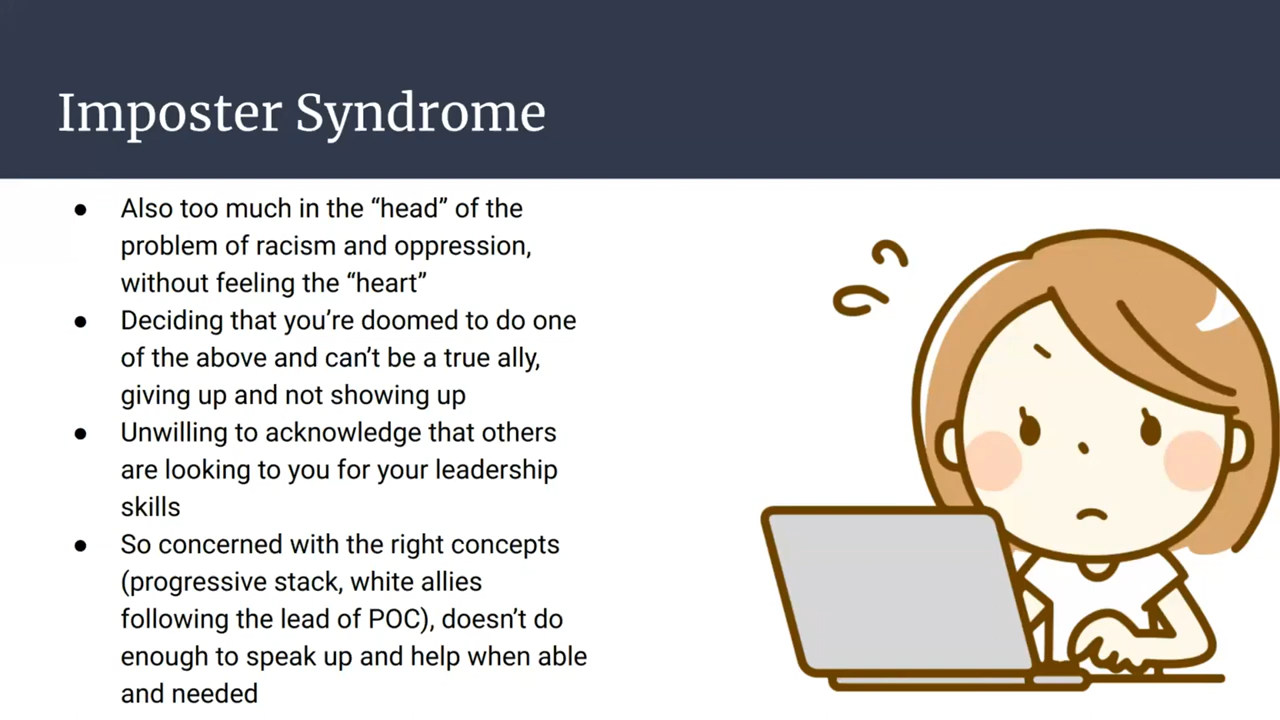 Imposter Syndrome
● Also too much in the “head” of the
problem of racism and oppression,
without feeling the “heart”
● Deciding that you’re doomed to do one
of the above and can’t be a true ally,
giving up and not showing up
● Unwilling to acknowledge that others
are looking to you for your leadership
skills
● So concerned with the right concepts
(progressive stack, white allies
following the lead of POC), doesn’t do
enough to speak up and help when able
and needed